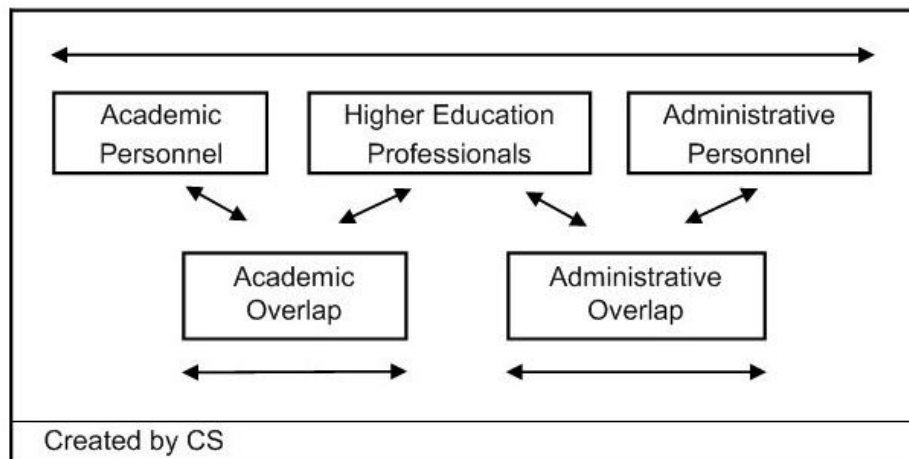 Academic
Personnel
Higher Education
Professionals
Administrative
Personnel
Academic
Overlap
Administrative
Overlap
Created by CS